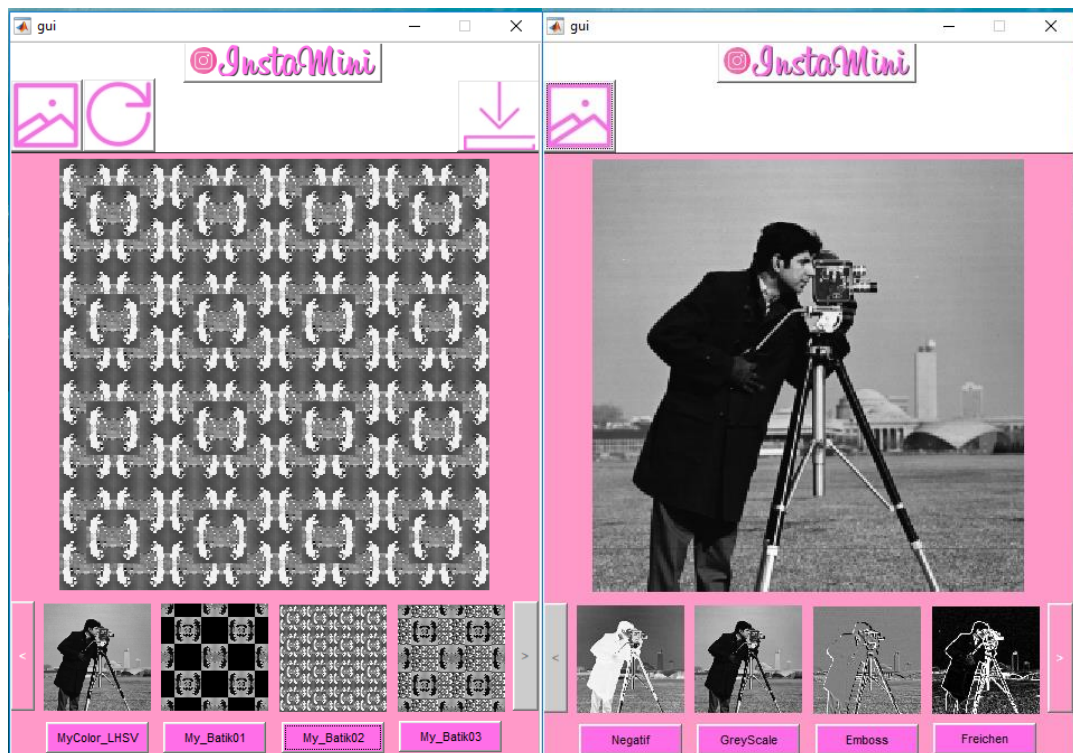 gui
InstaMini
<
>
MyColor_LHSV
My_Batik01
My_Batik02
My_Batik03
gui
InstaMini
<
>
Negatif
GreyScale
Emboss
Freichen